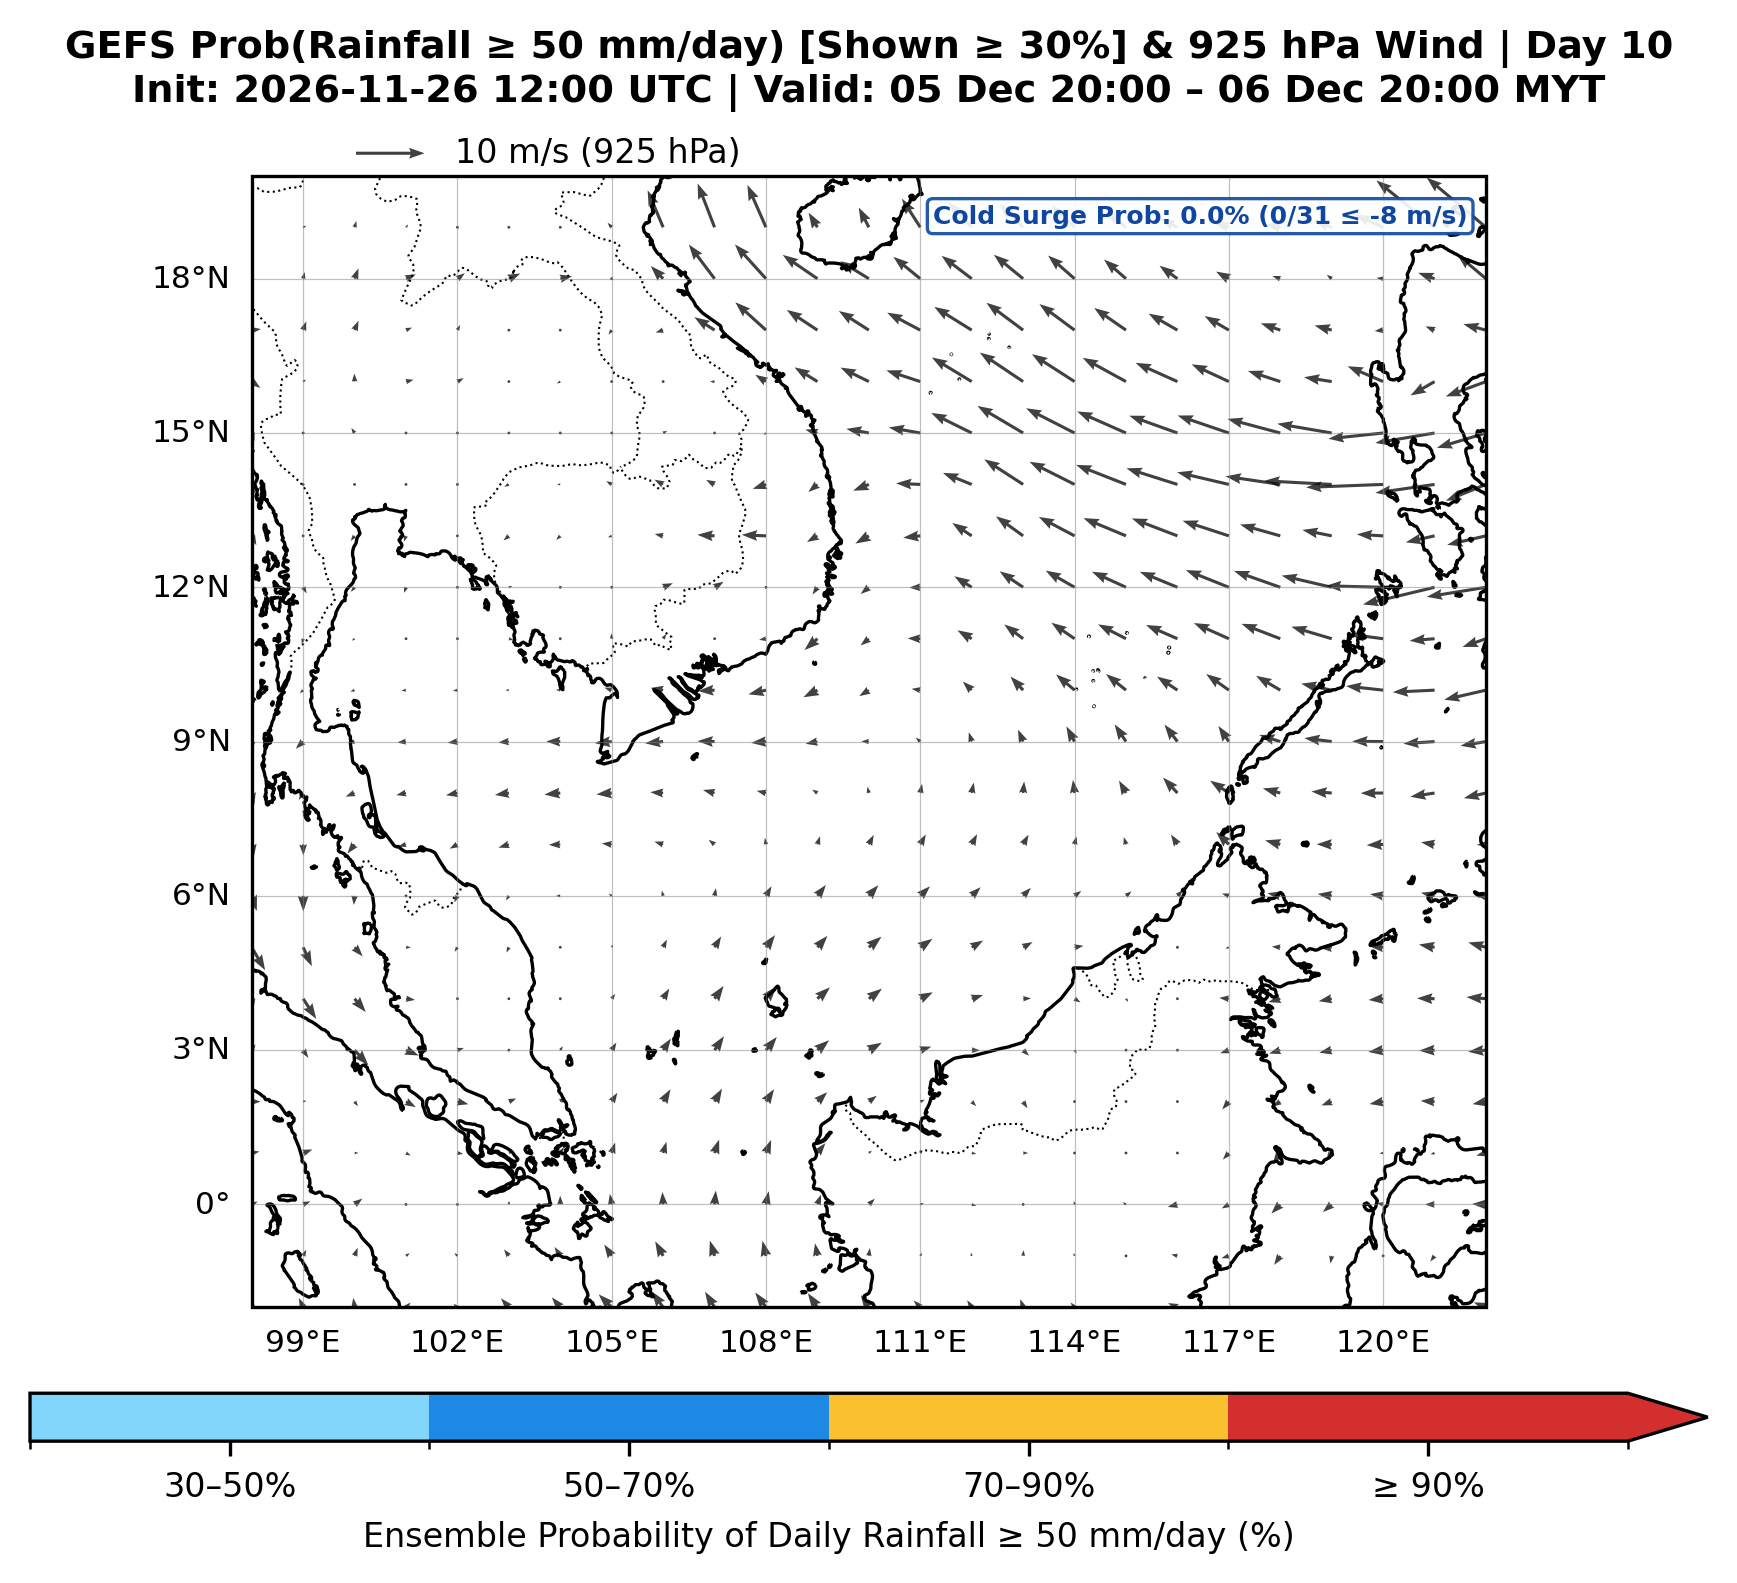 GEFS Prob(Rainfall ≥ 50 mm/day) [Shown ≥ 30%] & 925 hPa Wind | Day 10
Init: 2026-11-26 12:00 UTC | Valid: 05 Dec 20:00 – 06 Dec 20:00 MYT
10 m/s (925 hPa)
Cold Surge Prob: 0.0% (0/31 ≤ -8 m/s)
18°N
15°N
12°N
9°N
6°N
3°N
0°
99°E 102°E 105°E 108°E 111°E 114°E 117°E 120°E
30–50% 50–70% 70–90% ≥ 90%
Ensemble Probability of Daily Rainfall ≥ 50 mm/day (%)